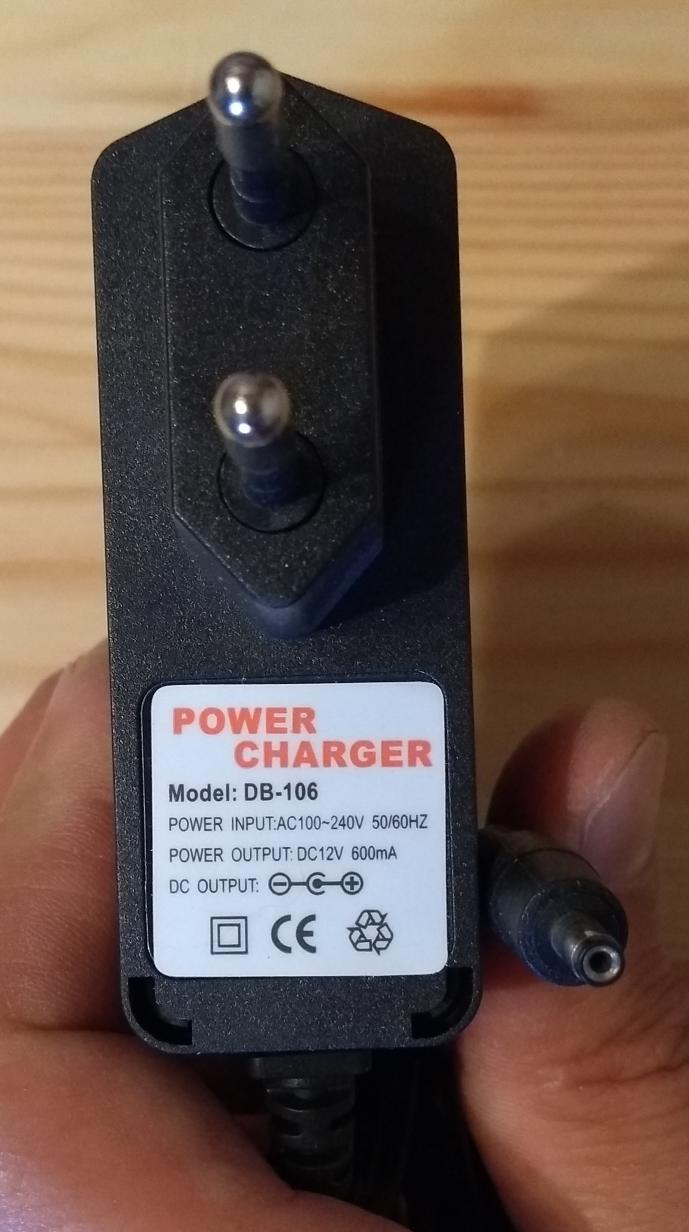 POWER
CHARGER
Model: DB-106
POWER INPUT:AC100~240V 50/60HZ
POWER OUTPUT:DC12V 600mA
DC OUTPUT:
CE